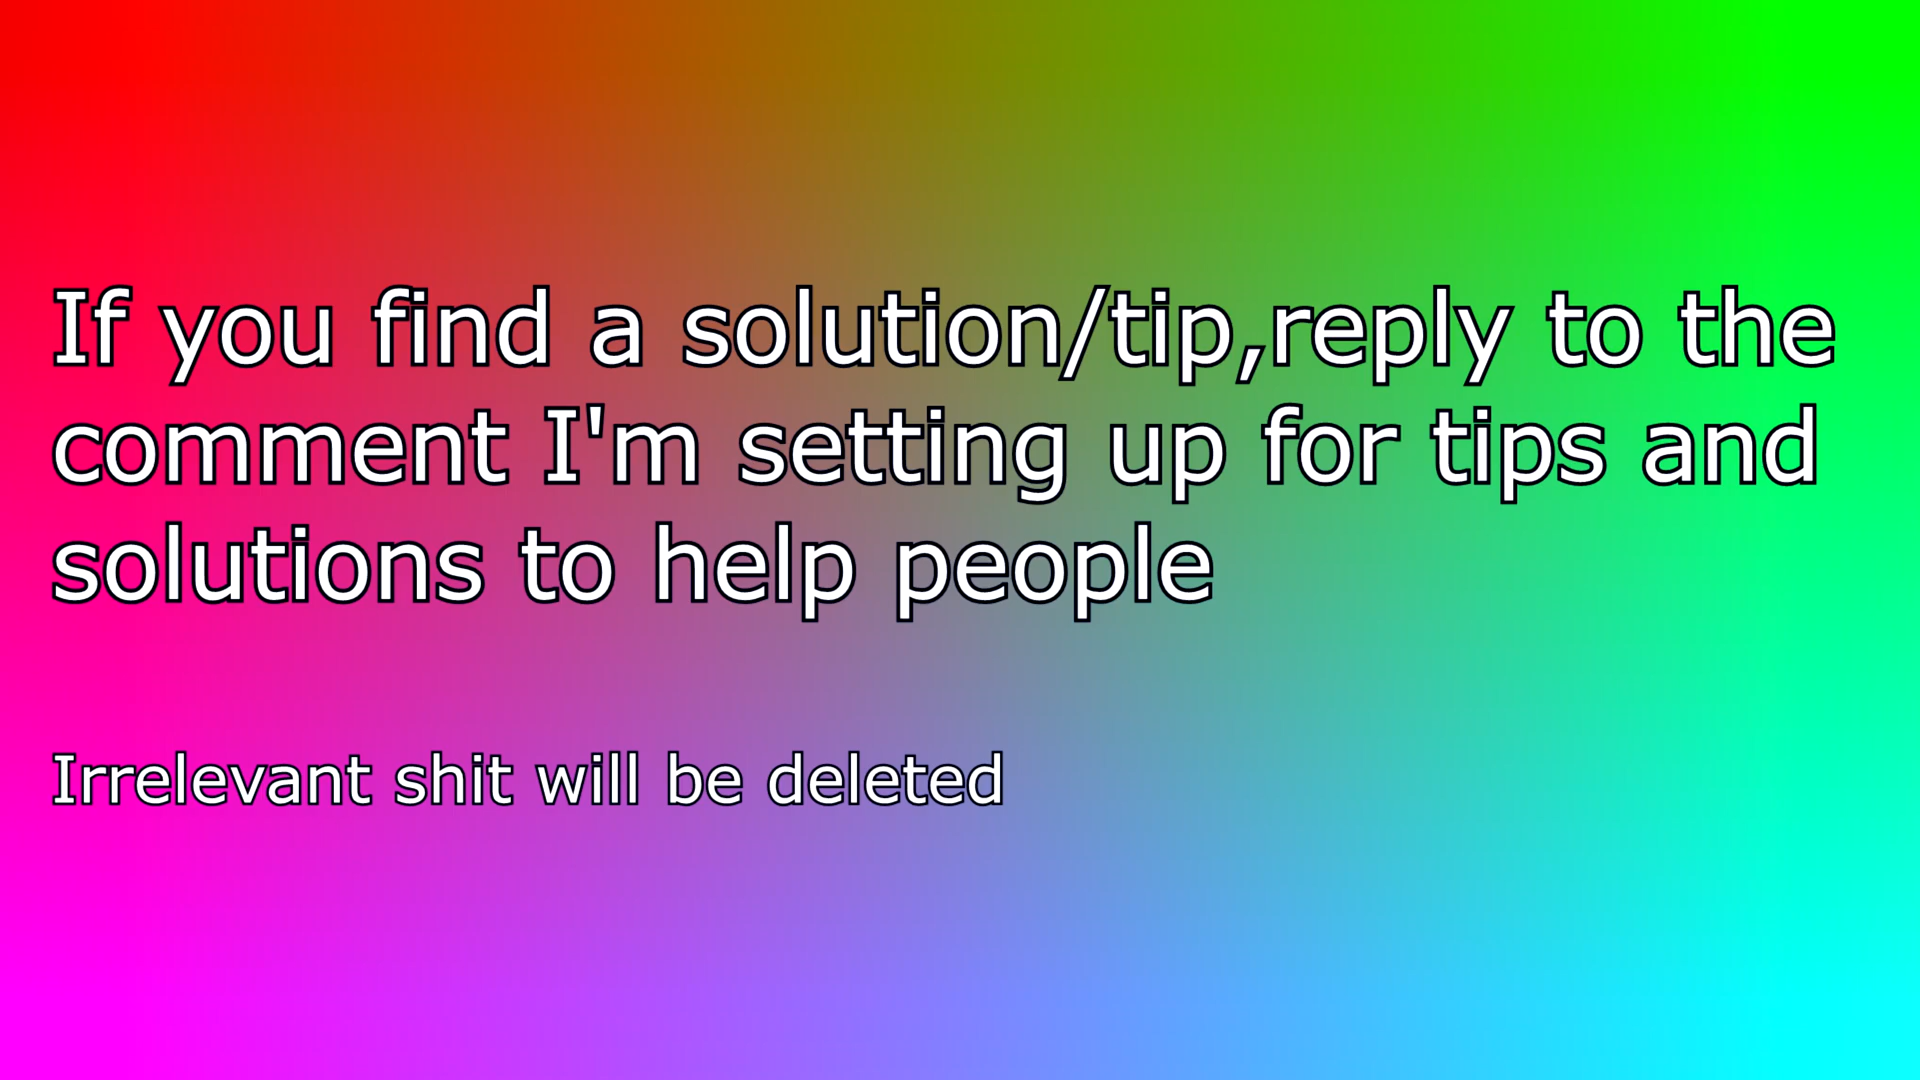 If you find a solution/tip,reply to the
comment I'm setting up for tips and
solutions to help people
Irrelevant shit will be deleted